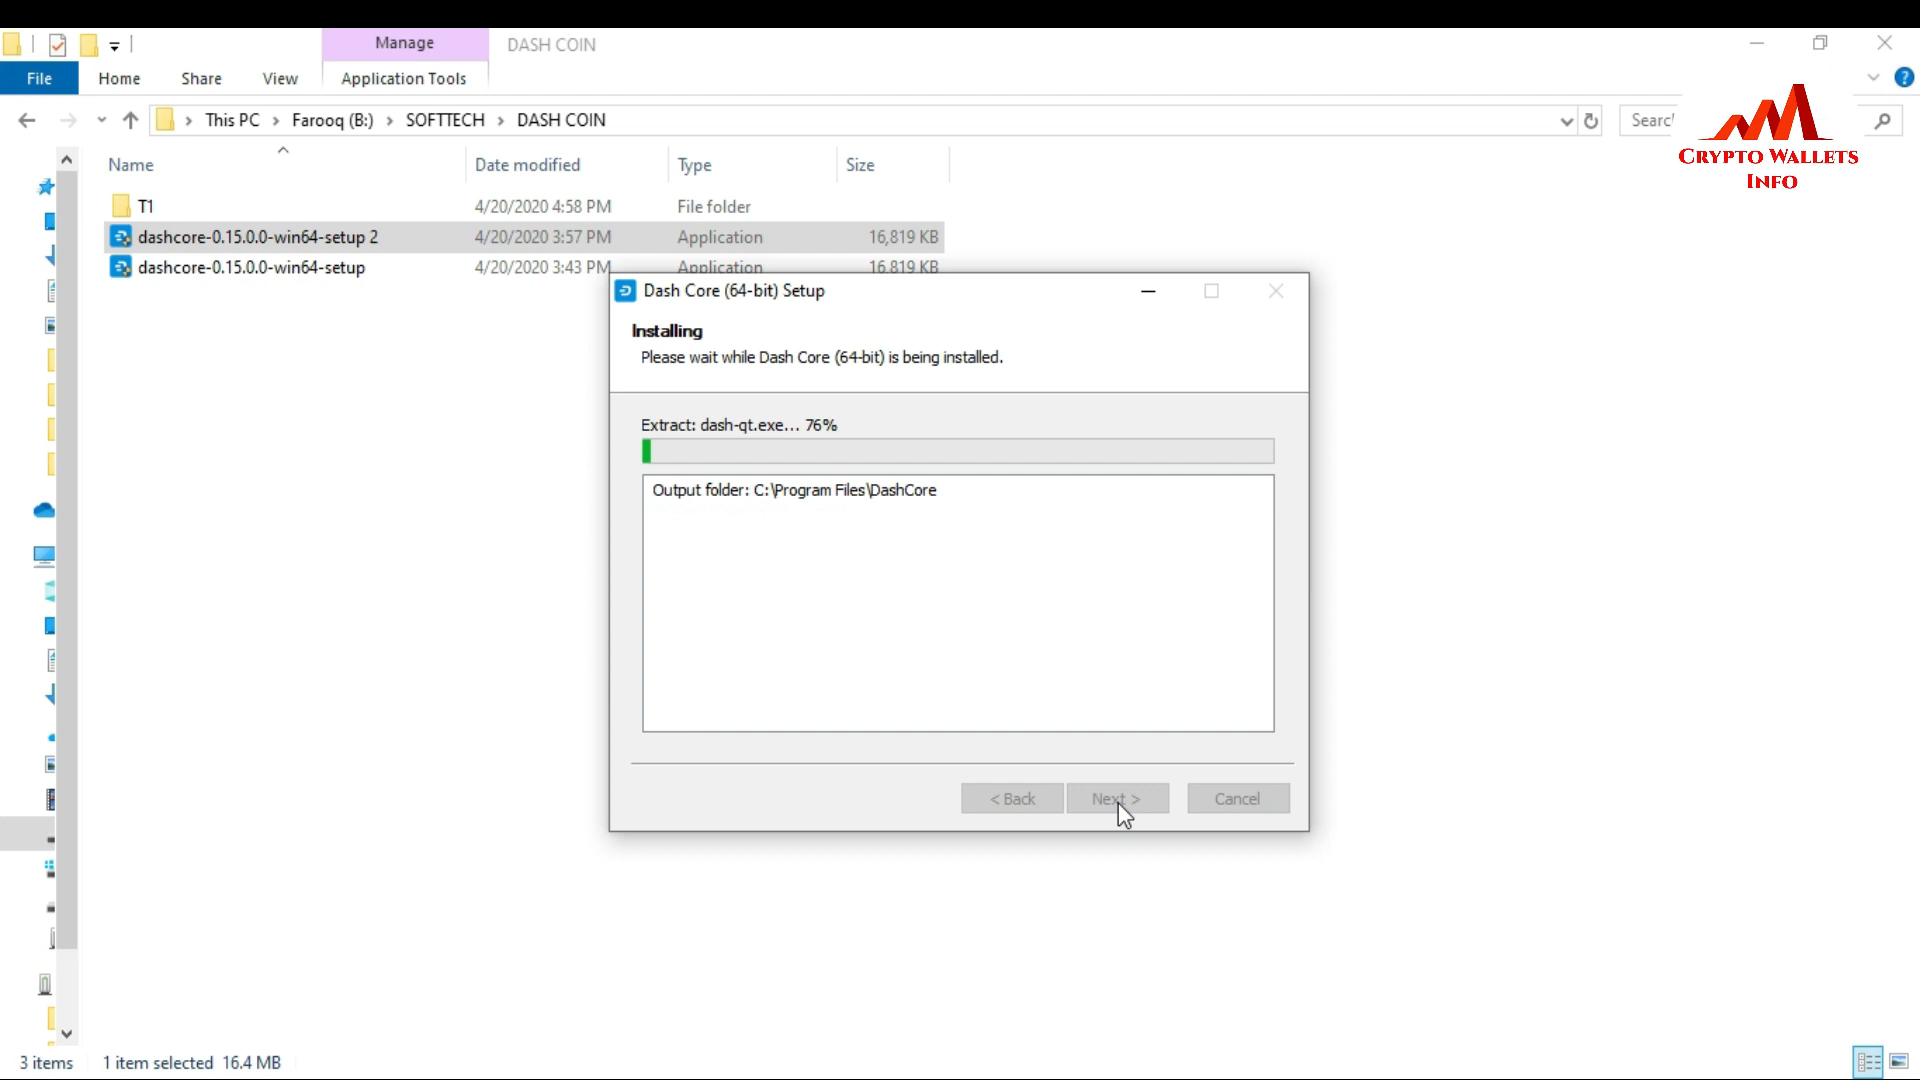 Manage
DASH COIN
File
Home
Share
View
Application Tools
This PC > Farooq (B:) > SOFTTECH > DASH COIN
Searc
CRYPTO WALLETS
INFO
Name
Date modified
Type
Size
T1
4/20/2020 4:58 PM
File folder
dashcore-0.15.0.0-win64-setup 2
4/20/2020 3:57 PM
Application
16,819 KB
dashcore-0.15.0.0-win64-setup
4/20/2020 3:43 PM
Application
16,819 KB
Dash Core (64-bit) Setup
Installing
Please wait while Dash Core (64-bit) is being installed.
Extract: dash-qt.exe... 76%
Output folder: C:\Program Files\DashCore
< Back
Next >
Cancel
3 items
1 item selected 16.4 MB